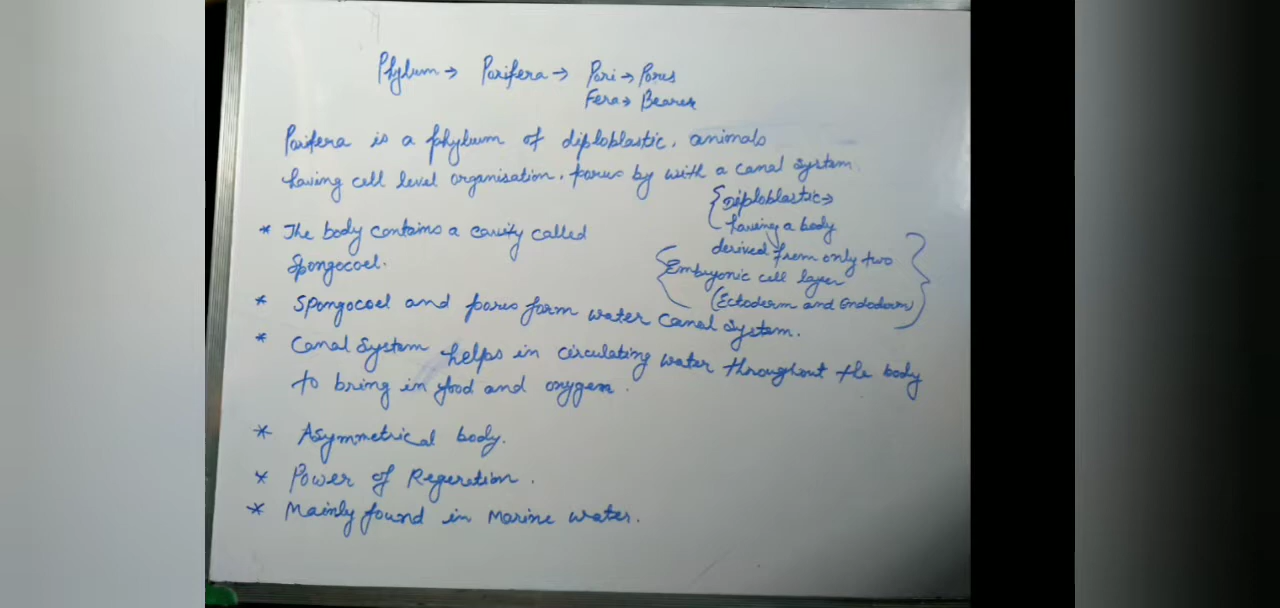 Phylum → Porifera → Pori → Pores
Fera → Bearer
Porifera is a phylum of diploblastic, animals
having cell level organisation, pores by with a canal system.
{Diploblastic →
having a body
derived from only two
Embryonic cell layer
(Ectoderm and Endoderm)}
* The body contains a cavity called
Spongocoel.
* Spongocoel and pores form water canal system.
* Canal System helps in circulating water throughout the body
to bring in food and oxygen.
* Asymmetrical body.
* Power of Regeretion.
* Mainly found in Marine water.